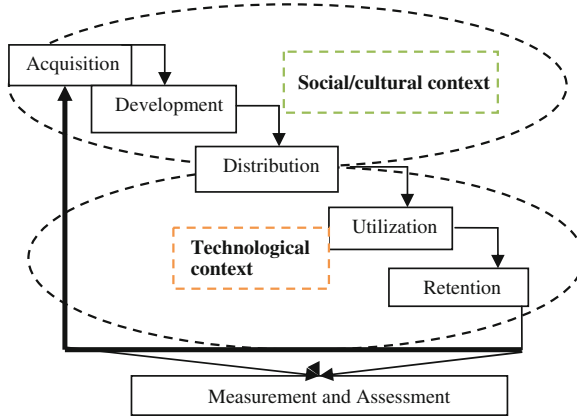 Acquisition
Development
Social/cultural context
Distribution
Utilization
Technological
context
Retention
Measurement and Assessment